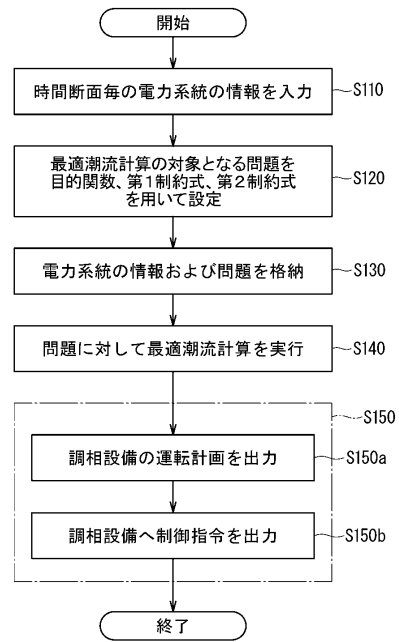 開始
時間断面毎の電力系統の情報を入力
S110
最適潮流計算の対象となる問題を
目的関数、第1制約式、第2制約式
を用いて設定
S120
電力系統の情報および問題を格納
S130
問題に対して最適潮流計算を実行
S140
S150
調相設備の運転計画を出力
S150a
調相設備へ制御指令を出力
S150b
終了